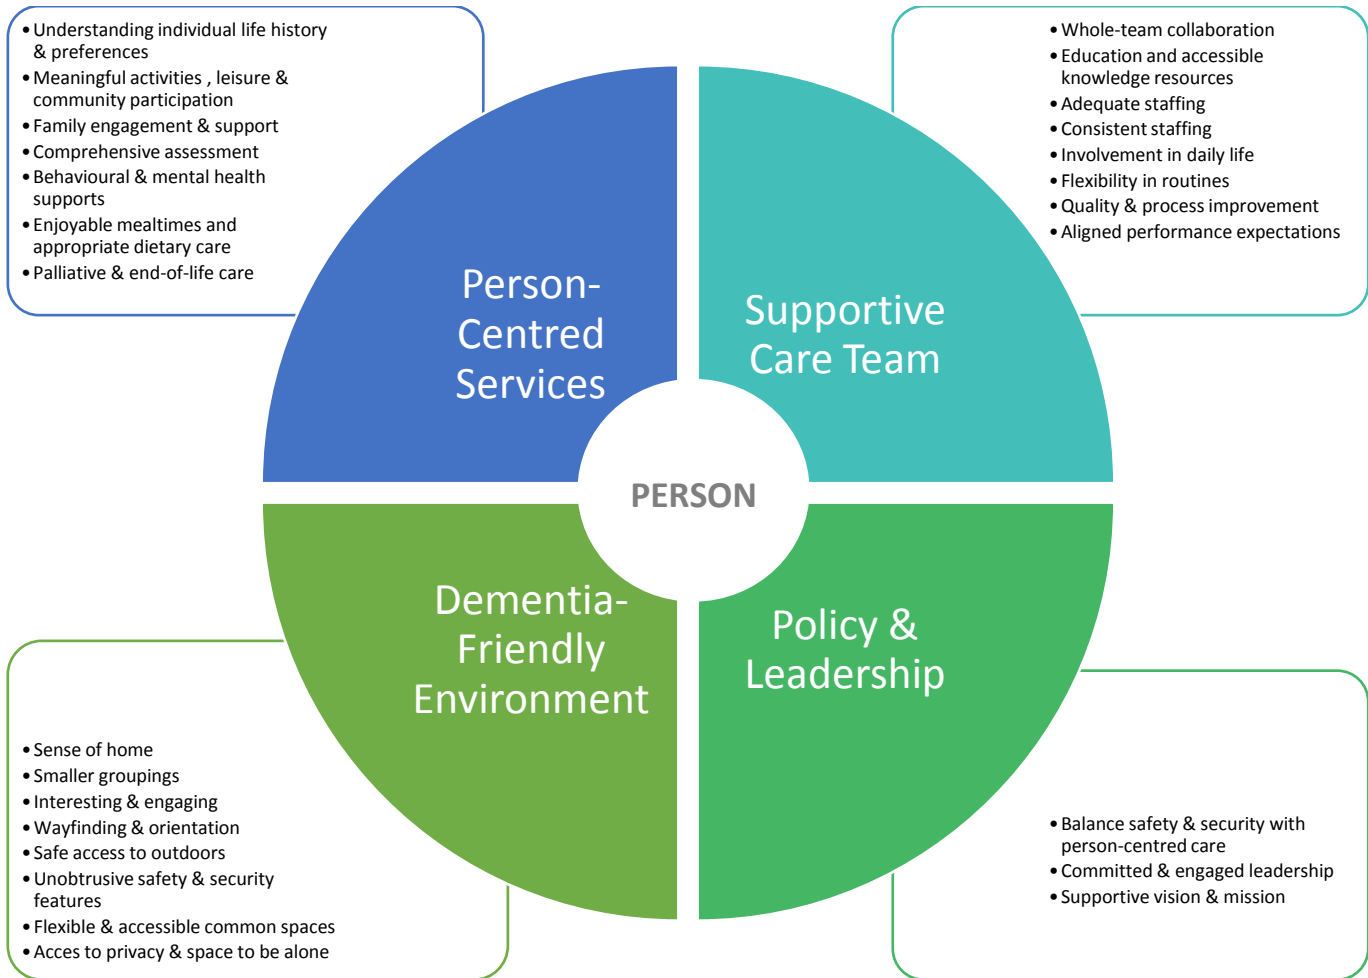 •Understanding individual life history
& preferences
•Meaningful activities , leisure &
community participation
•Family engagement & support
•Comprehensive assessment
•Behavioural & mental health
supports
•Enjoyable mealtimes and
appropriate dietary care
•Palliative & end-of-life care
•Whole-team collaboration
•Education and accessible
knowledge resources
•Adequate staffing
•Consistent staffing
•Involvement in daily life
•Flexibility in routines
•Quality & process improvement
•Aligned performance expectations
Person-
Centred
Services
Supportive
Care Team
PERSON
Dementia-
Friendly
Environment
Policy &
Leadership
•Sense of home
•Smaller groupings
•Interesting & engaging
•Wayfinding & orientation
•Safe access to outdoors
•Unobtrusive safety & security
features
•Flexible & accessible common spaces
•Acces to privacy & space to be alone
•Balance safety & security with
person-centred care
•Committed & engaged leadership
•Supportive vision & mission